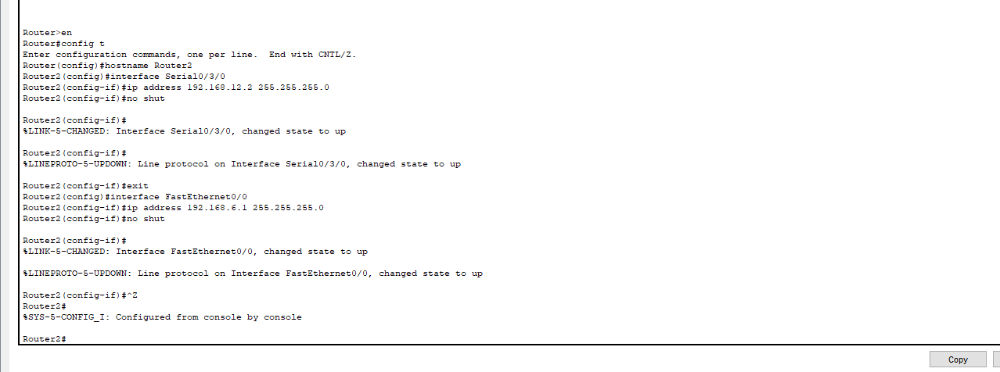 Router>en
Router#config t
Enter configuration commands, one per line.  End with CNTL/Z.
Router(config)#hostname Router2
Router2(config)#interface Serial0/3/0
Router2(config-if)#ip address 192.168.12.2 255.255.255.0
Router2(config-if)#no shut
Router2(config-if)#
%LINK-5-CHANGED: Interface Serial0/3/0, changed state to up
Router2(config-if)#
%LINEPROTO-5-UPDOWN: Line protocol on Interface Serial0/3/0, changed state to up
Router2(config-if)#exit
Router2(config)#interface FastEthernet0/0
Router2(config-if)#ip address 192.168.6.1 255.255.255.0
Router2(config-if)#no shut
Router2(config-if)#
%LINK-5-CHANGED: Interface FastEthernet0/0, changed state to up
%LINEPROTO-5-UPDOWN: Line protocol on Interface FastEthernet0/0, changed state to up
Router2(config-if)#^Z
Router2#
%SYS-5-CONFIG_I: Configured from console by console
Router2#
Copy